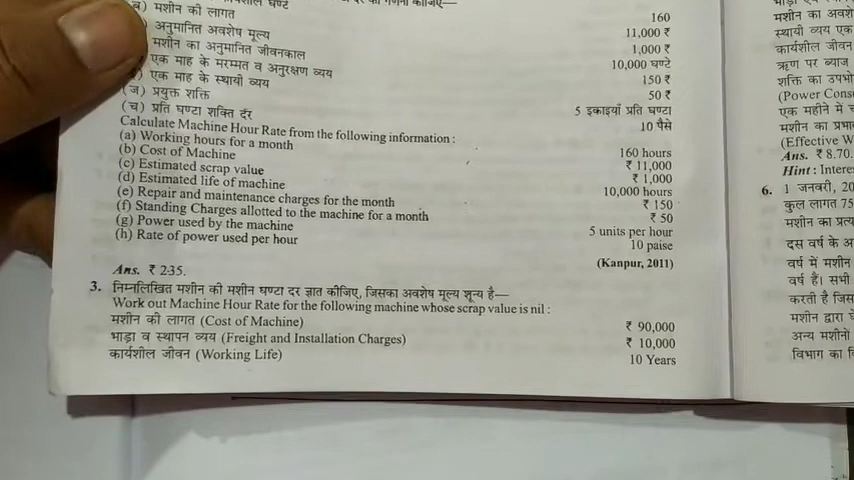 ब) मशीन की लागत
160
अनुमानित अवशेष मूल्य
11,000 ₹
मशीन का अनुमानित जीवनकाल
1,000 ₹
एक माह के मरम्मत व अनुरक्षण व्यय
10,000 घण्टे
एक माह के स्थायी व्यय
150 ₹
(ज) प्रयुक्त शक्ति
50 ₹
(च) प्रति घण्टा शक्ति दर
5 इकाइयाँ प्रति घण्टा
10 पैसे
Calculate Machine Hour Rate from the following information :
(a) Working hours for a month 160 hours
(b) Cost of Machine ₹ 11,000
(c) Estimated scrap value ₹ 1,000
(d) Estimated life of machine 10,000 hours
(e) Repair and maintenance charges for the month ₹ 150
(f) Standing Charges allotted to the machine for a month ₹ 50
(g) Power used by the machine 5 units per hour
(h) Rate of power used per hour 10 paise
(Kanpur, 2011)
Ans. ₹ 2·35.
3. निम्नलिखित मशीन की मशीन घण्टा दर ज्ञात कीजिए, जिसका अवशेष मूल्य शून्य है—
Work out Machine Hour Rate for the following machine whose scrap value is nil :
मशीन की लागत (Cost of Machine) ₹ 90,000
भाड़ा व स्थापन व्यय (Freight and Installation Charges) ₹ 10,000
कार्यशील जीवन (Working Life) 10 Years
मशीन का अवशे
स्थायी व्यय एक
कार्यशील जीवन
ऋण पर ब्याज
शक्ति का उपभो
(Power Cons
एक महीने में
मशीन का प्रभा
(Effective W
Ans. ₹ 8.70.
Hint : Intere
6. 1 जनवरी, 20
कुल लागत 75
मशीन का प्रत्य
दस वर्ष के अ
वर्ष में मशीन
वर्ष हैं। सभी
करती है जिस
मशीन द्वारा
अन्य मशीनों
विभाग का